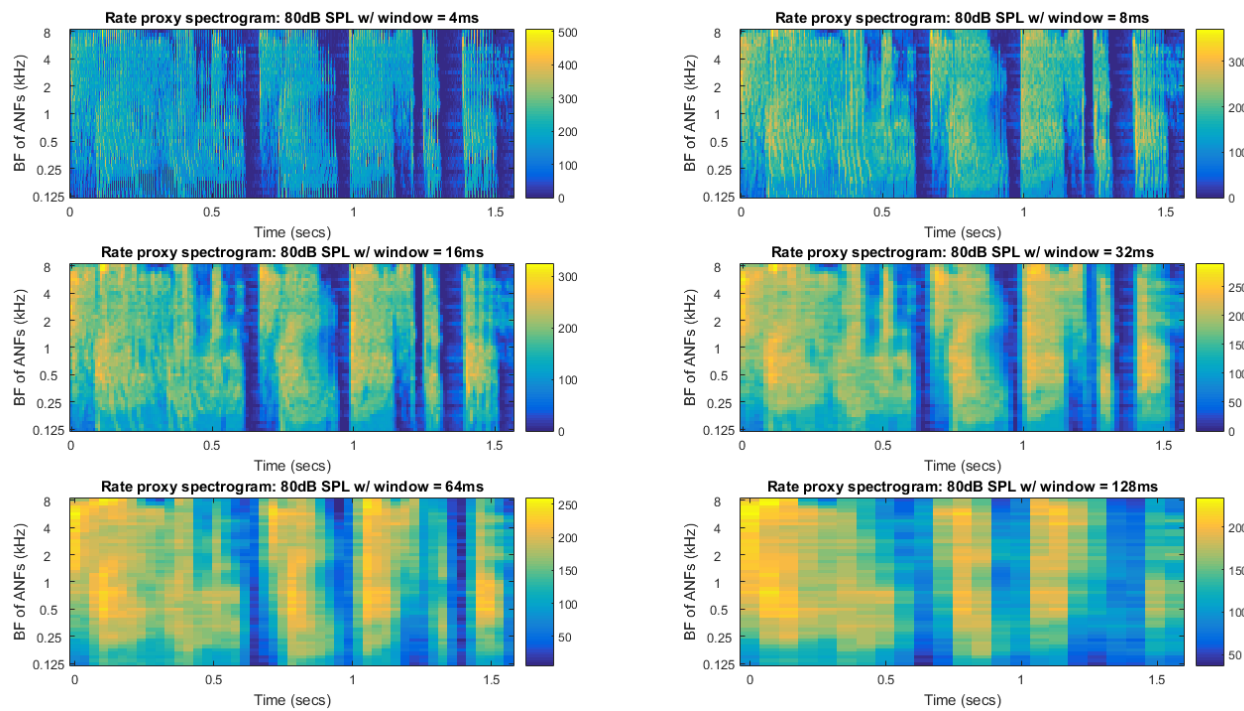 Rate proxy spectrogram: 80dB SPL w/ window = 4ms
BF of ANFs (kHz)
8
4
2
1
0.5
0.25
0.125
0 0.5 1 1.5
Time (secs)
500
400
300
200
100
0
Rate proxy spectrogram: 80dB SPL w/ window = 8ms
BF of ANFs (kHz)
8
4
2
1
0.5
0.25
0.125
0 0.5 1 1.5
Time (secs)
300
200
100
0
Rate proxy spectrogram: 80dB SPL w/ window = 16ms
BF of ANFs (kHz)
8
4
2
1
0.5
0.25
0.125
0 0.5 1 1.5
Time (secs)
300
200
100
0
Rate proxy spectrogram: 80dB SPL w/ window = 32ms
BF of ANFs (kHz)
8
4
2
1
0.5
0.25
0.125
0 0.5 1 1.5
Time (secs)
250
200
150
100
50
0
Rate proxy spectrogram: 80dB SPL w/ window = 64ms
BF of ANFs (kHz)
8
4
2
1
0.5
0.25
0.125
0 0.5 1 1.5
Time (secs)
250
200
150
100
50
Rate proxy spectrogram: 80dB SPL w/ window = 128ms
BF of ANFs (kHz)
8
4
2
1
0.5
0.25
0.125
0 0.5 1 1.5
Time (secs)
200
150
100
50